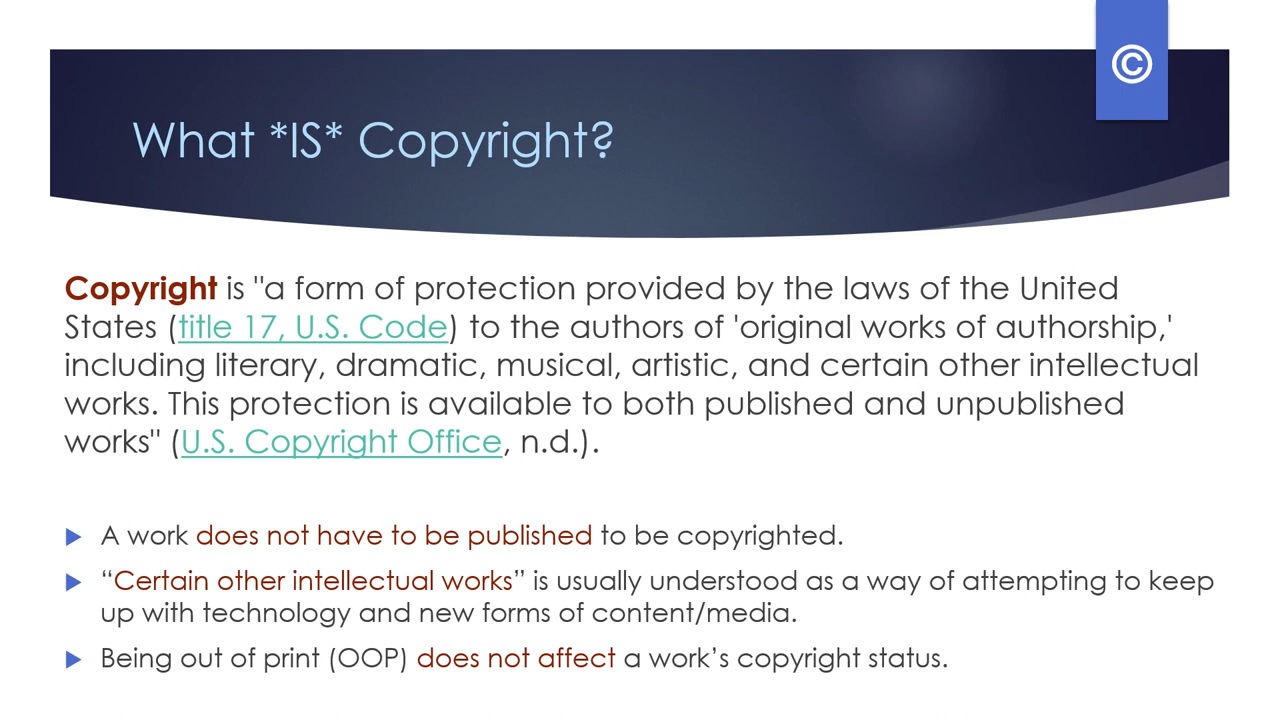 ©
What *IS* Copyright?
Copyright is "a form of protection provided by the laws of the United
States (title 17, U.S. Code) to the authors of 'original works of authorship,'
including literary, dramatic, musical, artistic, and certain other intellectual
works. This protection is available to both published and unpublished
works" (U.S. Copyright Office, n.d.).
A work does not have to be published to be copyrighted.
“Certain other intellectual works” is usually understood as a way of attempting to keep
up with technology and new forms of content/media.
Being out of print (OOP) does not affect a work’s copyright status.